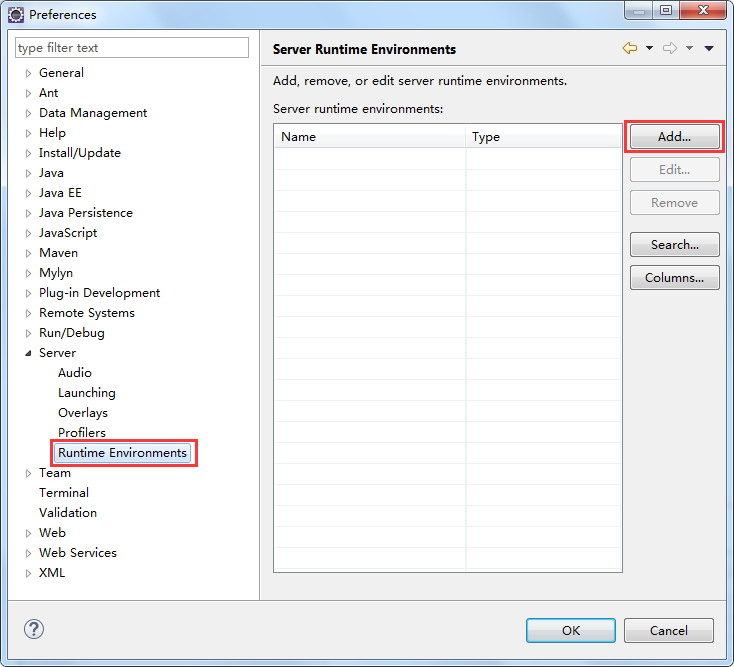 Preferences
type filter text
General
Ant
Data Management
Help
Install/Update
Java
Java EE
Java Persistence
JavaScript
Maven
Mylyn
Plug-in Development
Remote Systems
Run/Debug
Server
Audio
Launching
Overlays
Profilers
Runtime Environments
Team
Terminal
Validation
Web
Web Services
XML
Server Runtime Environments
Add, remove, or edit server runtime environments.
Server runtime environments:
Name Type
Add...
Edit...
Remove
Search...
Columns...
?
OK Cancel